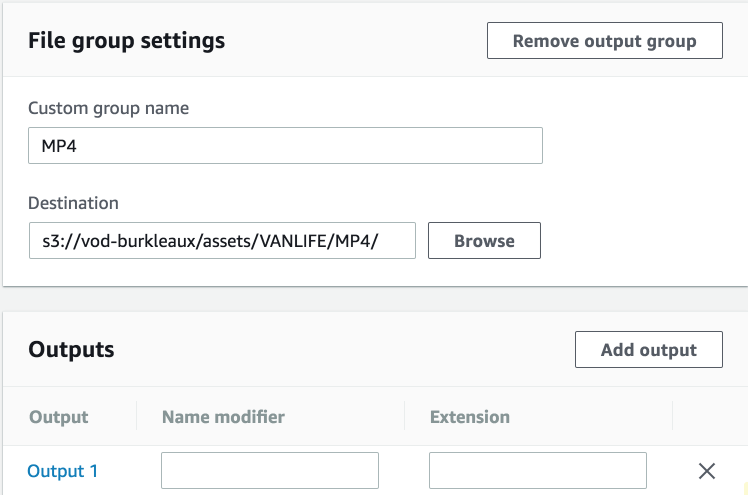 File group settings
Remove output group
Custom group name
MP4
Destination
s3://vod-burkleaux/assets/VANLIFE/MP4/
Browse
Outputs
Add output
Output
Name modifier
Extension
Output 1